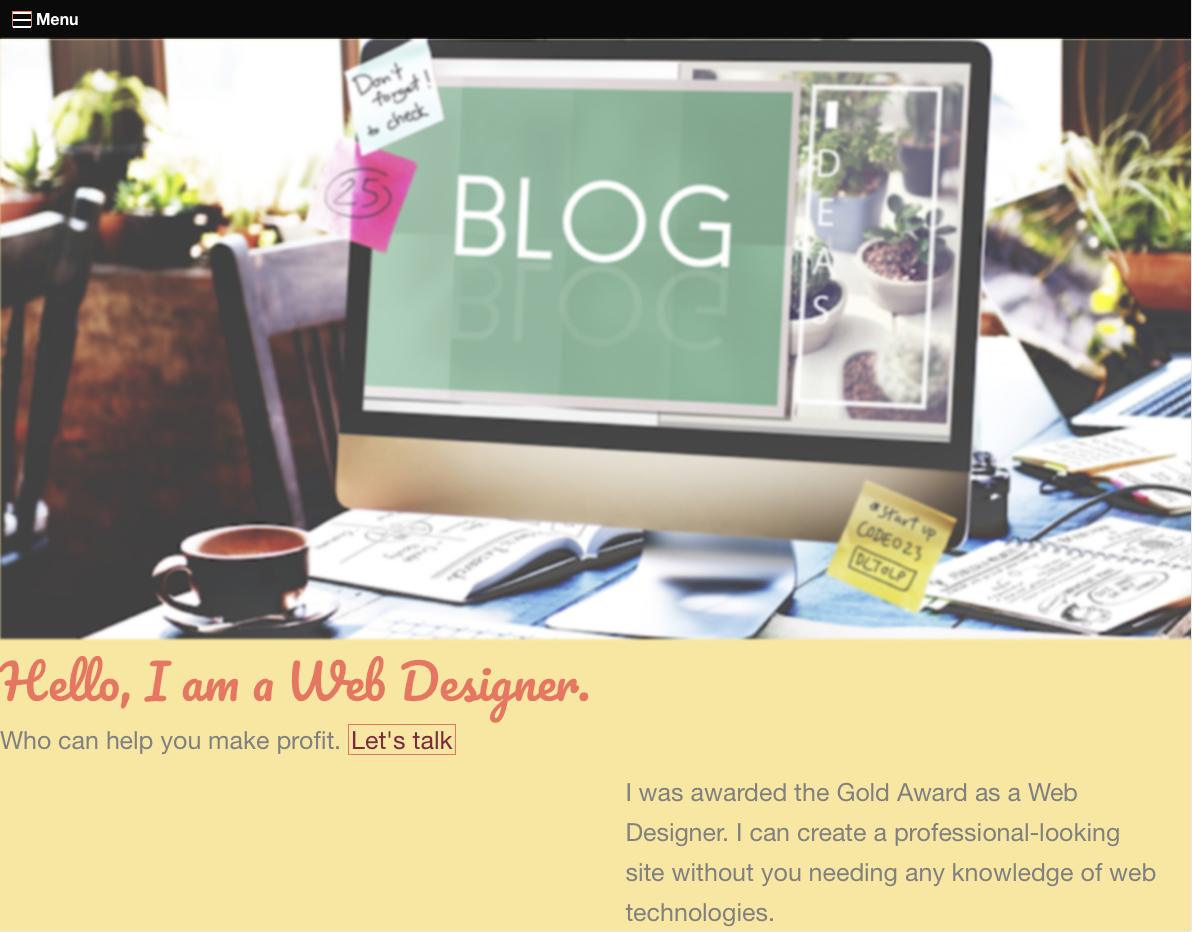 Menu
Don't
forget!
to check
25
BLOG
IDEAS
@Start up
CODE023
DLTOLP
Hello, I am a Web Designer.
Who can help you make profit. Let's talk
I was awarded the Gold Award as a Web
Designer. I can create a professional-looking
site without you needing any knowledge of web
technologies.